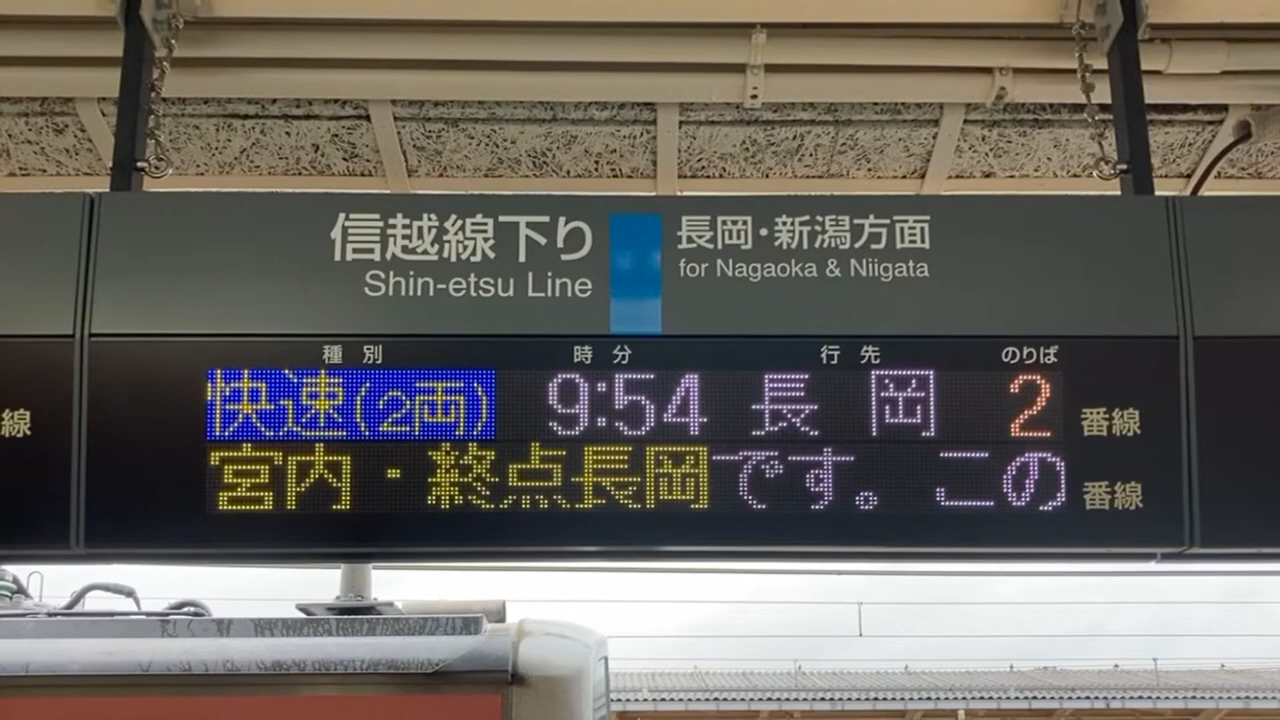 信越線下り 長岡・新潟方面
Shin-etsu Line for Nagaoka & Niigata
種別 時分 行先 のりば
線 快速(2両) 9:54 長岡 2 番線
宮内・終点長岡です。この 番線